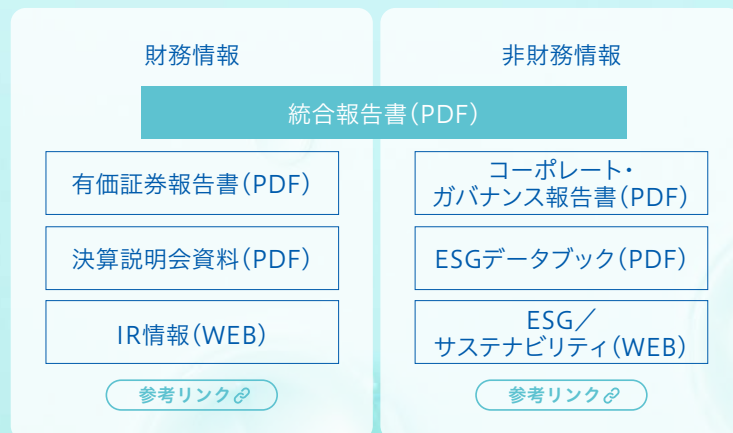 財務情報
非財務情報
統合報告書（PDF）
有価証券報告書（PDF）
決算説明会資料（PDF）
IR情報（WEB）
参考リンク
コーポレート・
ガバナンス報告書（PDF）
ESGデータブック（PDF）
ESG／
サステナビリティ（WEB）
参考リンク